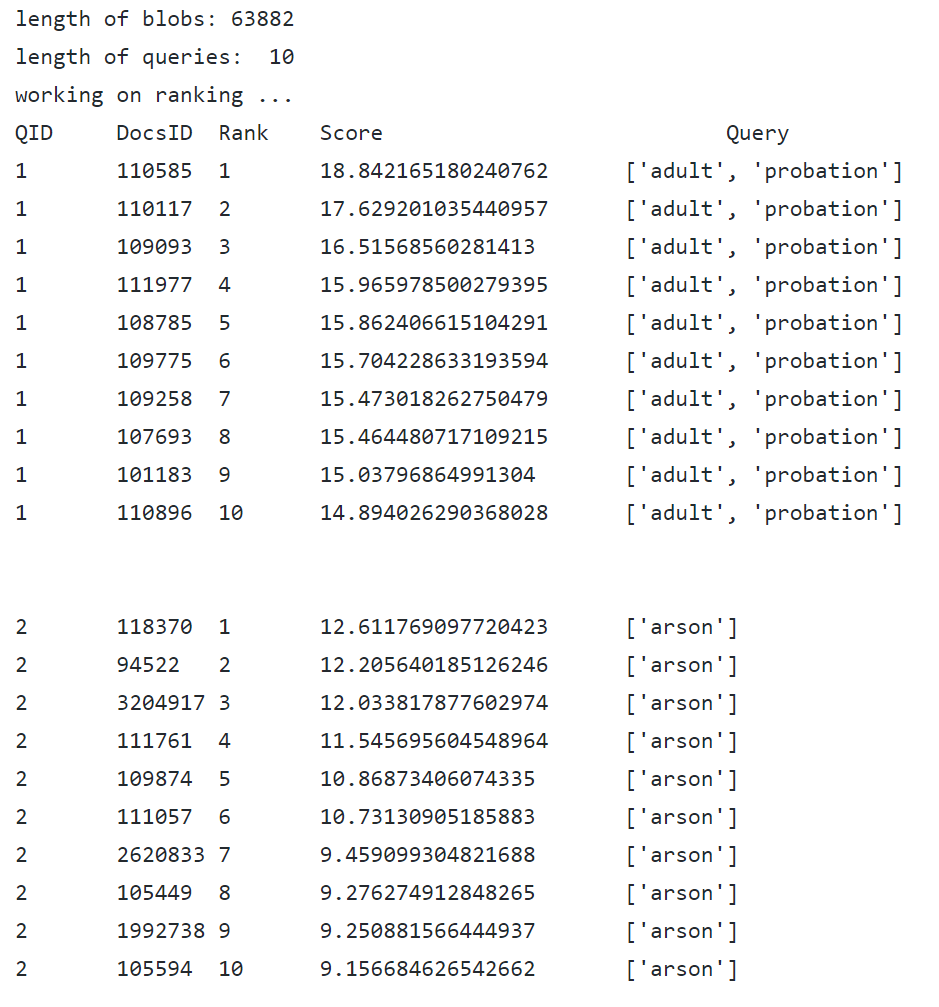 length of blobs: 63882
length of queries:  10
working on ranking ...
QID DocsID Rank Score Query
1 110585 1 18.842165180240762 ['adult', 'probation']
1 110117 2 17.629201035440957 ['adult', 'probation']
1 109093 3 16.51568560281413 ['adult', 'probation']
1 111977 4 15.965978500279395 ['adult', 'probation']
1 108785 5 15.862406615104291 ['adult', 'probation']
1 109775 6 15.704228633193594 ['adult', 'probation']
1 109258 7 15.473018262750479 ['adult', 'probation']
1 107693 8 15.464480717109215 ['adult', 'probation']
1 101183 9 15.03796864991304 ['adult', 'probation']
1 110896 10 14.894026290368028 ['adult', 'probation']
2 118370 1 12.611769097720423 ['arson']
2 94522 2 12.205640185126246 ['arson']
2 3204917 3 12.033817877602974 ['arson']
2 111761 4 11.545695604548964 ['arson']
2 109874 5 10.86873406074335 ['arson']
2 111057 6 10.73130905185883 ['arson']
2 2620833 7 9.459099304821688 ['arson']
2 105449 8 9.276274912848265 ['arson']
2 1992738 9 9.250881566444937 ['arson']
2 105594 10 9.156684626542662 ['arson']